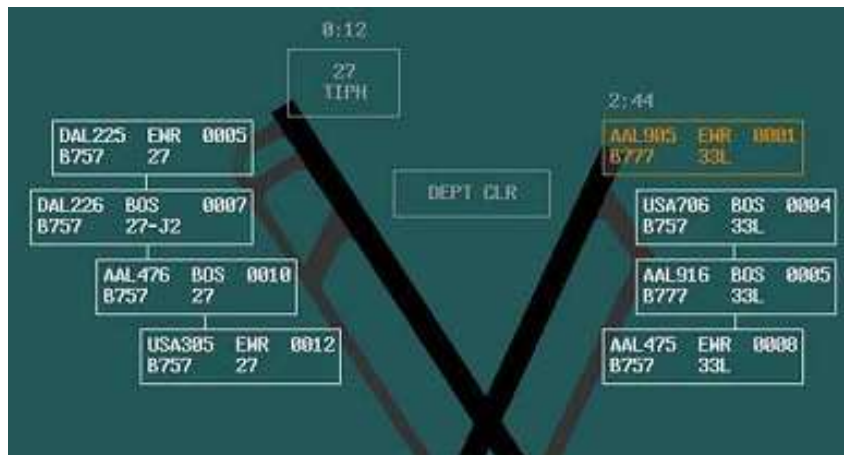 0:12
27
TIPH
2:44
DAL225 EWR 0005
B757 27
DAL226 BOS 0007
B757 27-J2
AAL476 BOS 0010
B757 27
USA305 EWR 0012
B757 27
DEPT CLR
AAL905 EWR 0001
B777 33L
USA706 BOS 0004
B757 33L
AAL916 BOS 0005
B777 33L
AAL475 EWR 0008
B757 33L